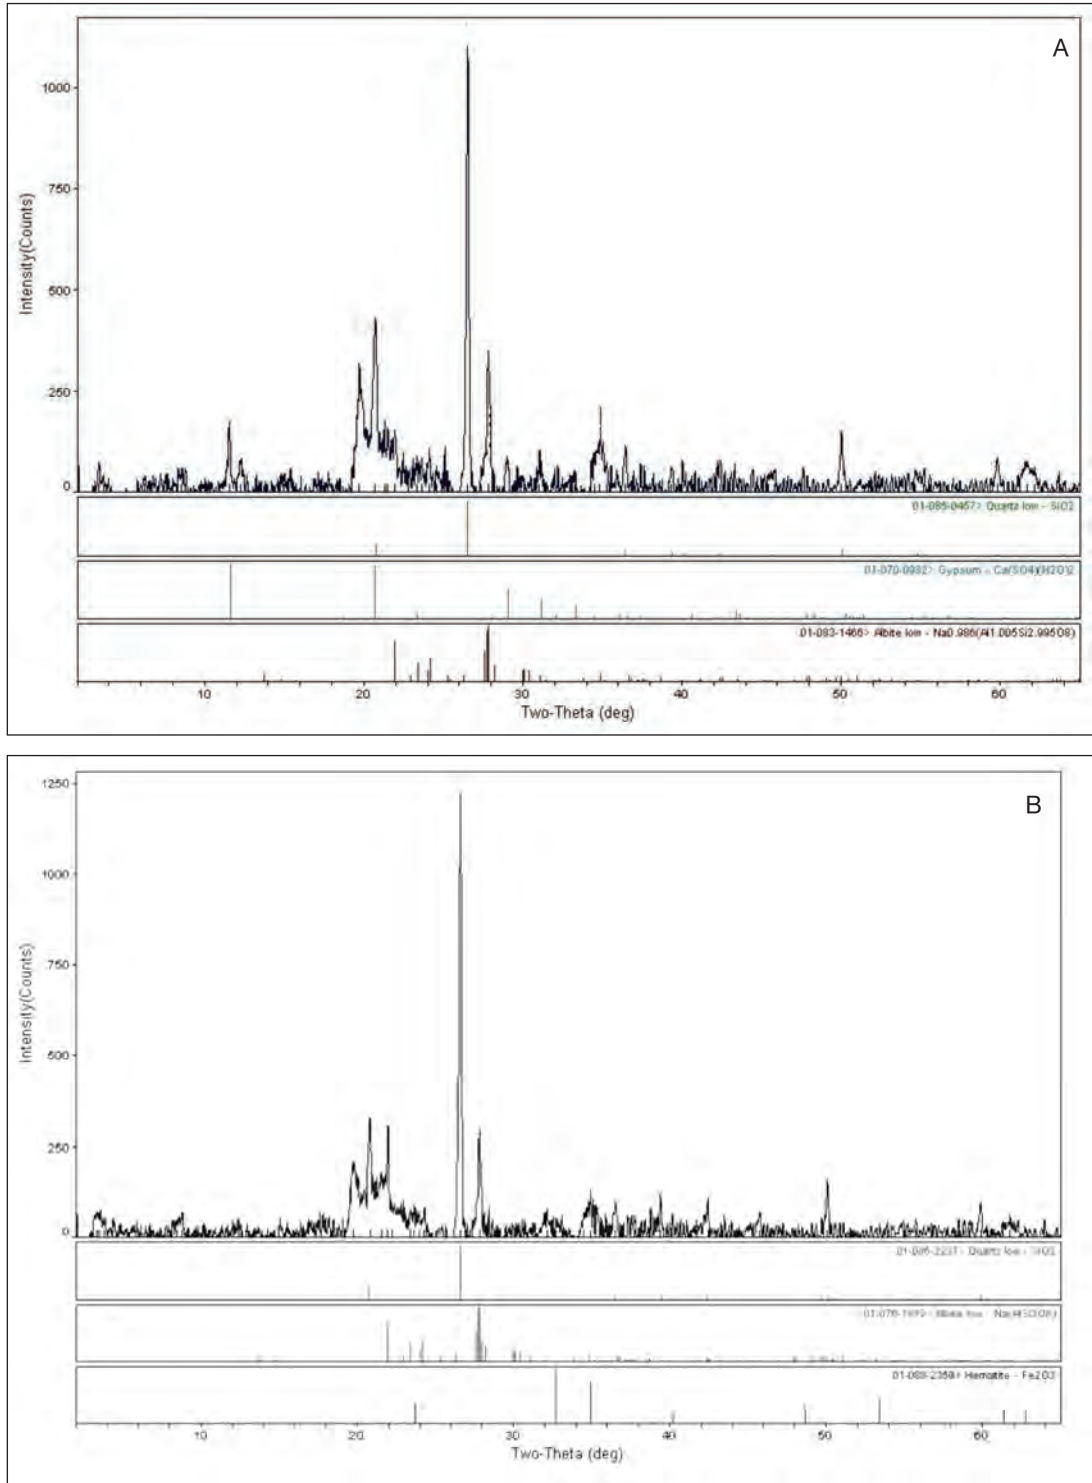 A
1000
750
500
250
0
Intensity(Counts)
01-085-0457> Quartz low - SiO2
01-070-0982> Gypsum - Ca(SO4)(H2O)2
01-083-1466> Albite low - Na0.986(Al1.005Si2.995O8)
10 20 30 40 50 60
Two-Theta (deg)
B
1250
1000
750
500
250
0
Intensity(Counts)
Quartz low - SiO2
Albite low -
Hematite - Fe2O3
10 20 30 40 50 60
Two-Theta (deg)